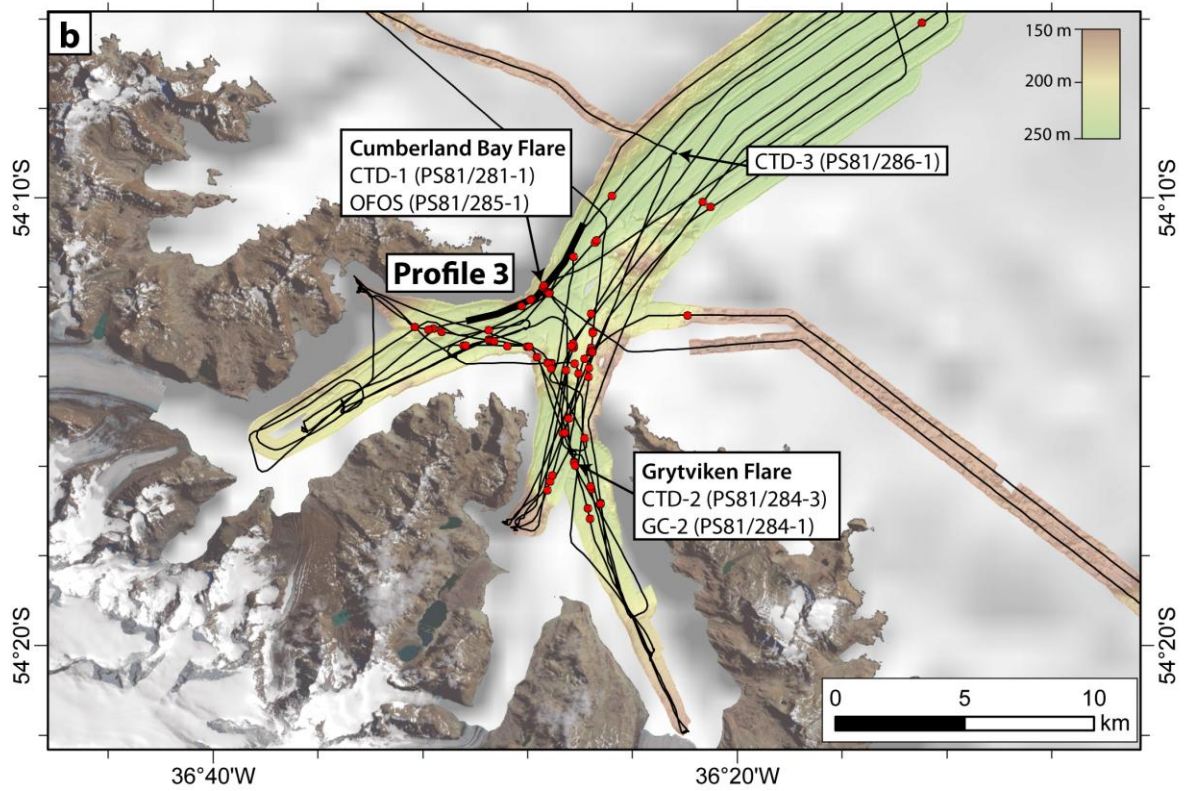 b
150 m
200 m
250 m
Cumberland Bay Flare
CTD-1 (PS81/281-1)
OFOS (PS81/285-1)
CTD-3 (PS81/286-1)
54°10'S
54°10'S
Profile 3
Grytviken Flare
CTD-2 (PS81/284-3)
GC-2 (PS81/284-1)
54°20'S
54°20'S
0 5 10
km
36°40'W
36°20'W